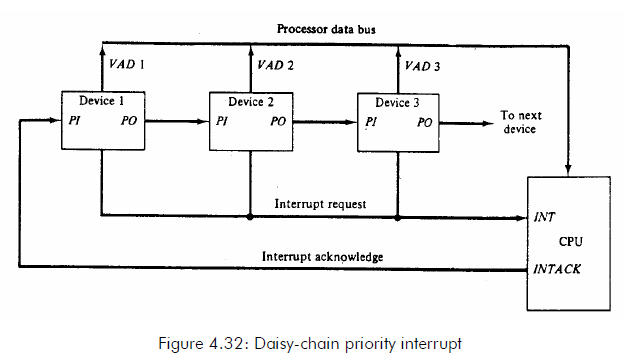 Processor data bus
VAD 1
VAD 2
VAD 3
Device 1
PI PO
Device 2
PI PO
Device 3
PI PO
To next
device
Interrupt request
INT
CPU
Interrupt acknowledge
INTACK
Figure 4.32: Daisy-chain priority interrupt